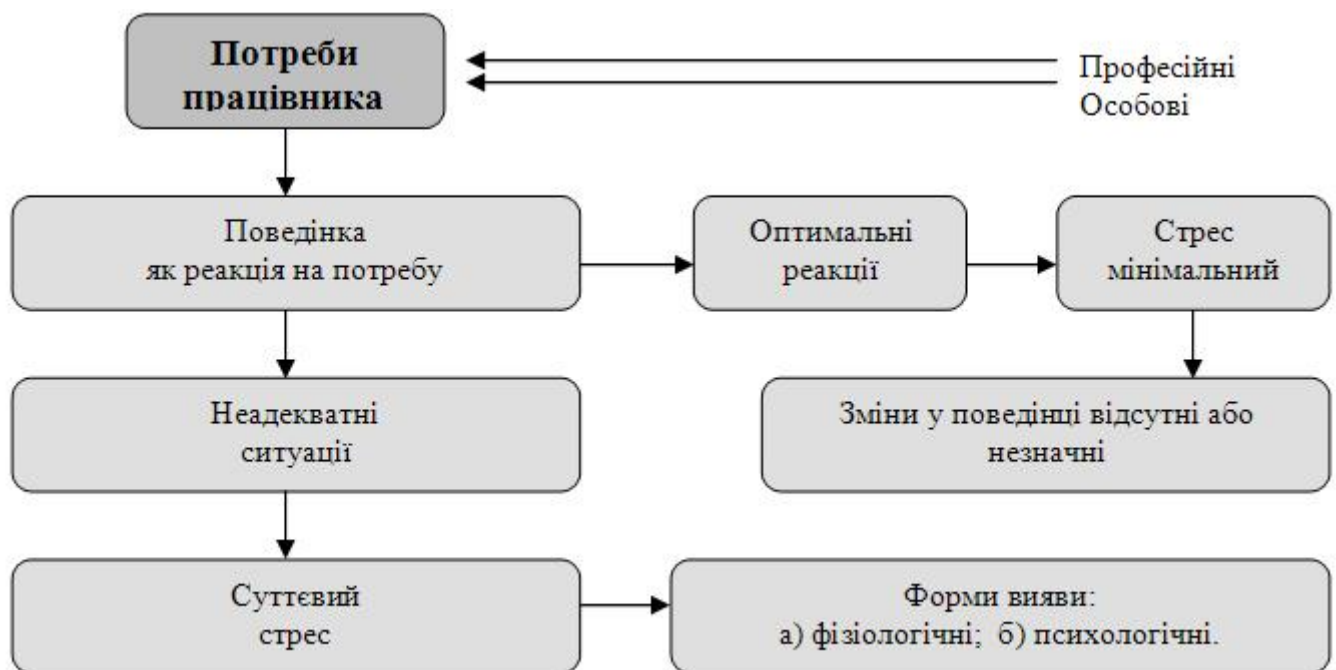 Потреби
працівника
Професійні
Особові
Поведінка
як реакція на потребу
Оптимальні
реакції
Стрес
мінімальний
Неадекватні
ситуації
Зміни у поведінці відсутні або
незначні
Суттєвий
стрес
Форми вияви:
а) фізіологічні; б) психологічні.